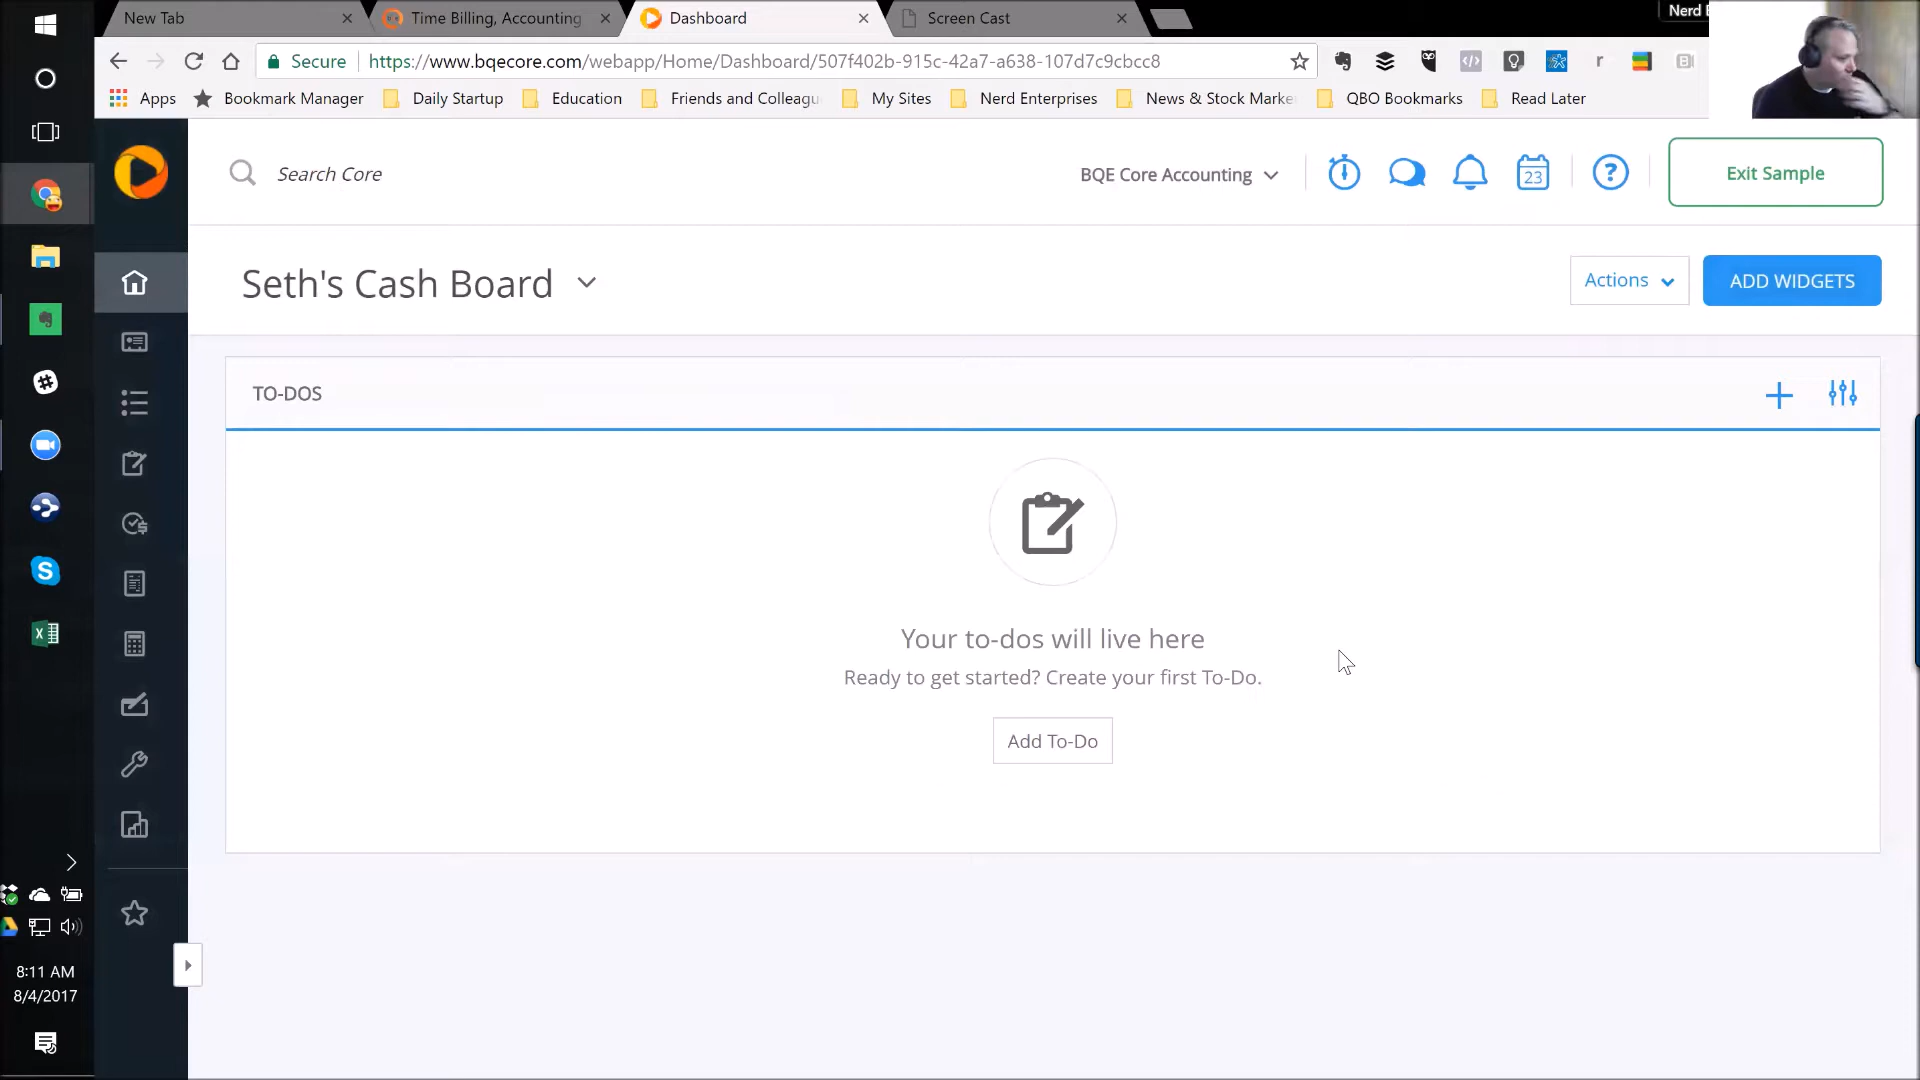 New Tab
Time Billing, Accounting
Dashboard
Screen Cast
Nerd
Secure
https://www.bqecore.com/webapp/Home/Dashboard/507f402b-915c-42a7-a638-107d7c9cbcc8
Apps
Bookmark Manager
Daily Startup
Education
Friends and Colleagu
My Sites
Nerd Enterprises
News & Stock Marke
QBO Bookmarks
Read Later
Search Core
BQE Core Accounting
23
Exit Sample
Seth's Cash Board
Actions
ADD WIDGETS
TO-DOS
Your to-dos will live here
Ready to get started? Create your first To-Do.
Add To-Do
8:11 AM
8/4/2017